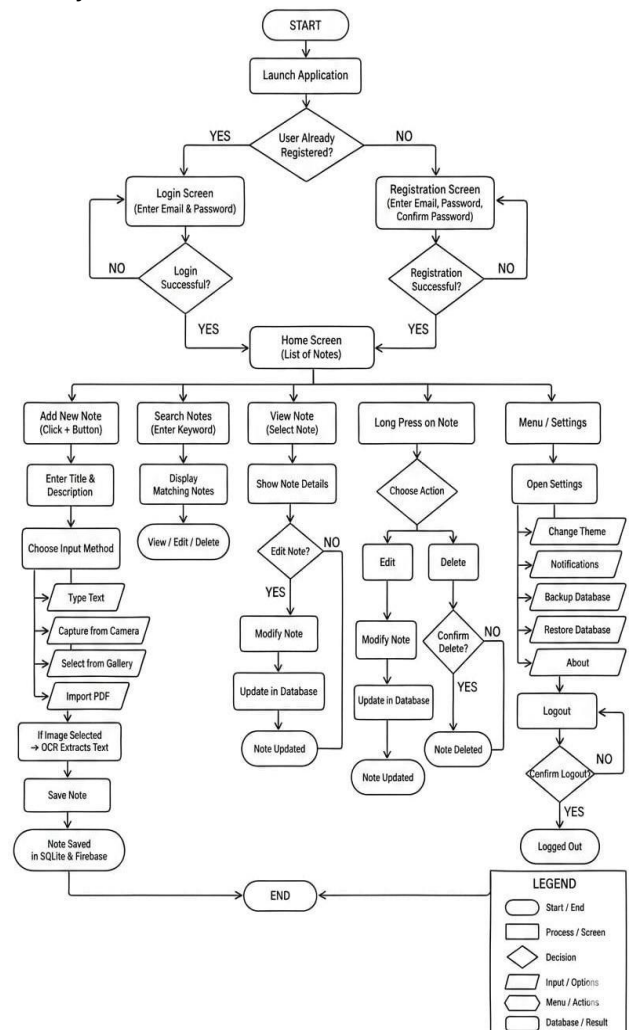 START
Launch Application
User Already
Registered?
YES
NO
Login Screen
(Enter Email & Password)
Registration Screen
(Enter Email, Password,
Confirm Password)
NO
Login
Successful?
Registration
Successful?
NO
YES
YES
Home Screen
(List of Notes)
Add New Note
(Click + Button)
Search Notes
(Enter Keyword)
View Note
(Select Note)
Long Press on Note
Menu / Settings
Enter Title &
Description
Display
Matching Notes
Show Note Details
Choose Action
Open Settings
Choose Input Method
View / Edit / Delete
Edit Note?
NO
YES
Edit
Delete
Change Theme
Notifications
Backup Database
Restore Database
About
Type Text
Capture from Camera
Select from Gallery
Import PDF
Modify Note
Update in Database
Note Updated
Modify Note
Update in Database
Note Updated
Confirm
Delete?
NO
YES
Note Deleted
Logout
Confirm Logout?
NO
YES
Logged Out
If Image Selected
→ OCR Extracts Text
Save Note
Note Saved
in SQLite & Firebase
END
LEGEND
Start / End
Process / Screen
Decision
Input / Options
Menu / Actions
Database / Result